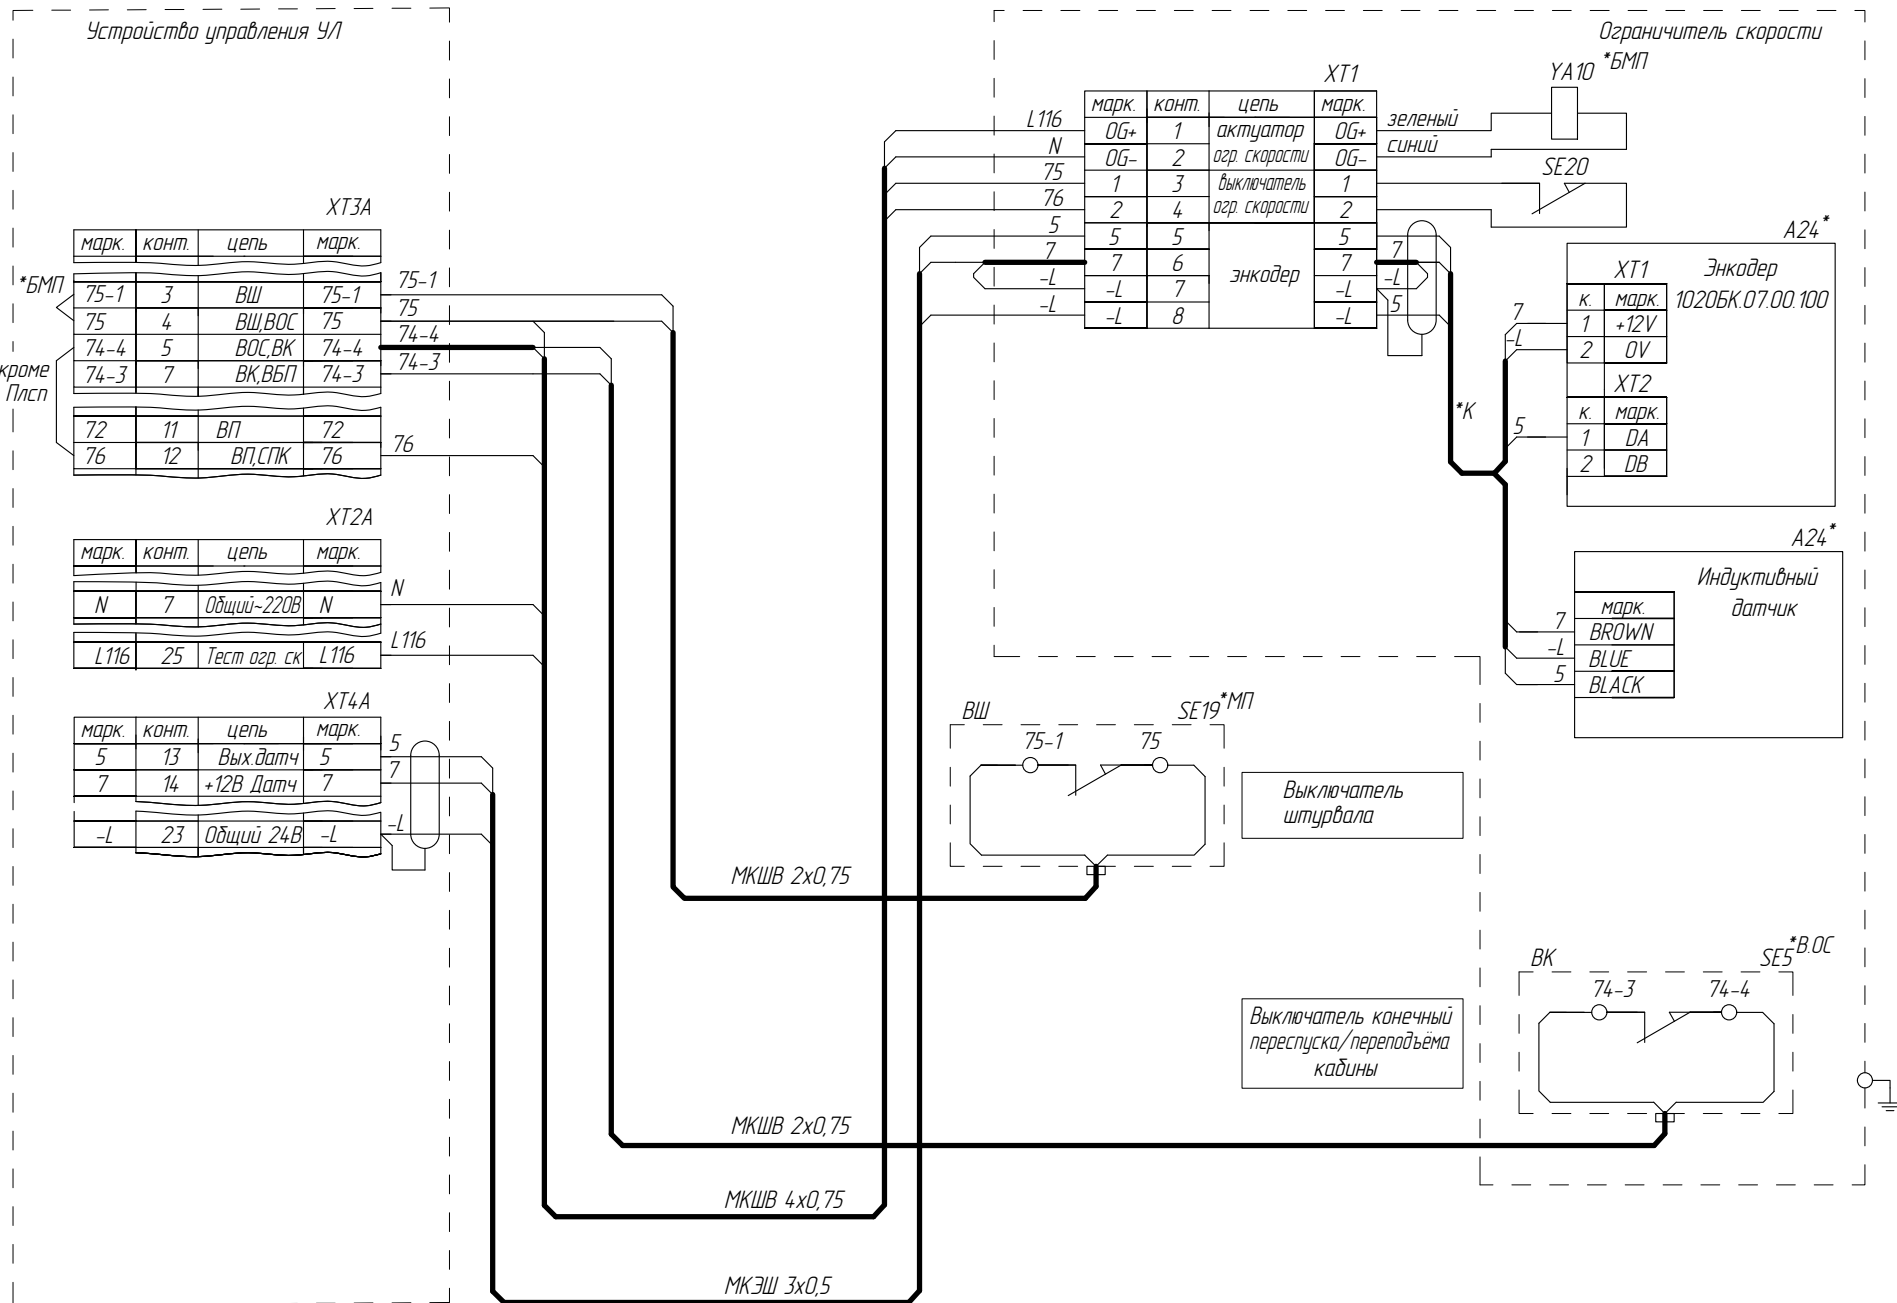 Устройство управления УЛ
ХТ3А
марк. конт. цепь марк.
*БМП
75-1 3 ВШ 75-1 75-1
75 4 ВШ,ВОС 75 75
74-4 5 ВОС,ВК 74-4 74-4
74-3 7 ВК,ВБП 74-3 74-3
кроме
Плсп
72 11 ВП 72
76 12 ВП,СПК 76 76
ХТ2А
марк. конт. цепь марк.
N 7 Общий~220В N N
L116 25 Тест огр. ск L116 L116
ХТ4А
марк. конт. цепь марк.
5 13 Вых.датч 5 5
7 14 +12В Датч 7 7
-L 23 Общий 24В -L -L
МКШВ 2х0,75
МКШВ 2х0,75
МКШВ 4х0,75
МКЭШ 3х0,5
Ограничитель скорости
ХТ1
марк. конт. цепь марк.
L116 OG+ 1 актуатор OG+ зеленый
N OG- 2 огр. скорости OG- синий
75 1 3 выключатель 1
76 2 4 огр. скорости 2
5 5 5 5
7 7 6 энкодер 7 7
-L -L 7 -L -L
-L -L 8 -L 5
YA10 *БМП
SE20
*К
A24*
ХТ1 Энкодер
к. марк. 1020БК.07.00.100
7 1 +12V
-L 2 0V
ХТ2
к. марк.
5 1 DA
2 DB
A24*
Индуктивный
датчик
марк.
7 BROWN
-L BLUE
5 BLACK
ВШ SE19 *МП
75-1 75
Выключатель
штурвала
ВК SE5 *В.ОС
74-3 74-4
Выключатель конечный
переспуска/переподъёма
кабины